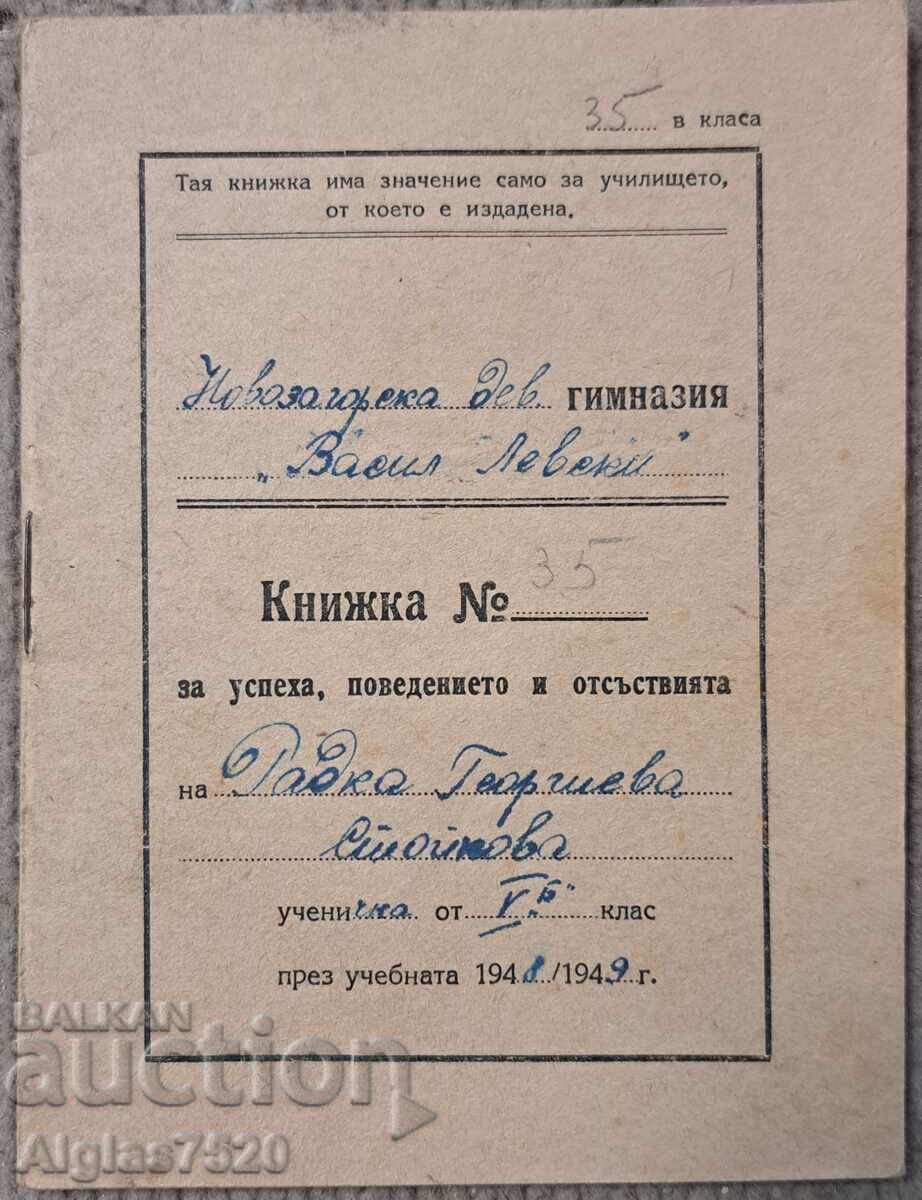 35 в класа
Тая книжка има значение само за училището,
от което е издадена.
Новозагорска дев. гимназия
„Васил Левски"
Книжка № 35
за успеха, поведението и отсъствията
на Радка Георгиева
Стойкова
ученичка от V "б" клас
през учебната 1948/1949 г.
BALKAN
auction
Alglas7520